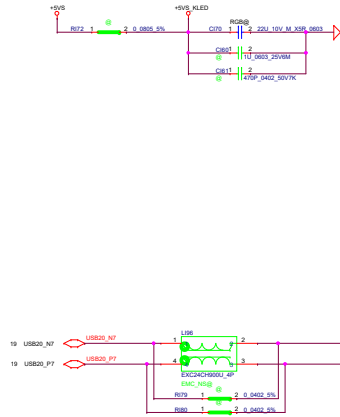 +5VS
+5VS_KLED
@
RGB@
RI72 1 2 0_0805_5%
CI70 1 2 22U_10V_M_X5R_0603
CI60 1 2 1U_0603_25V6M
@
CI61 1 2 470P_0402_50V7K
@
LI96
19 USB20_N7 USB20_N7 1 2 2
19 USB20_P7 USB20_P7 4 3 3
EXC24CH900U_4P
EMC_NS@
@
RI79 1 2 0_0402_5%
@
RI80 1 2 0_0402_5%